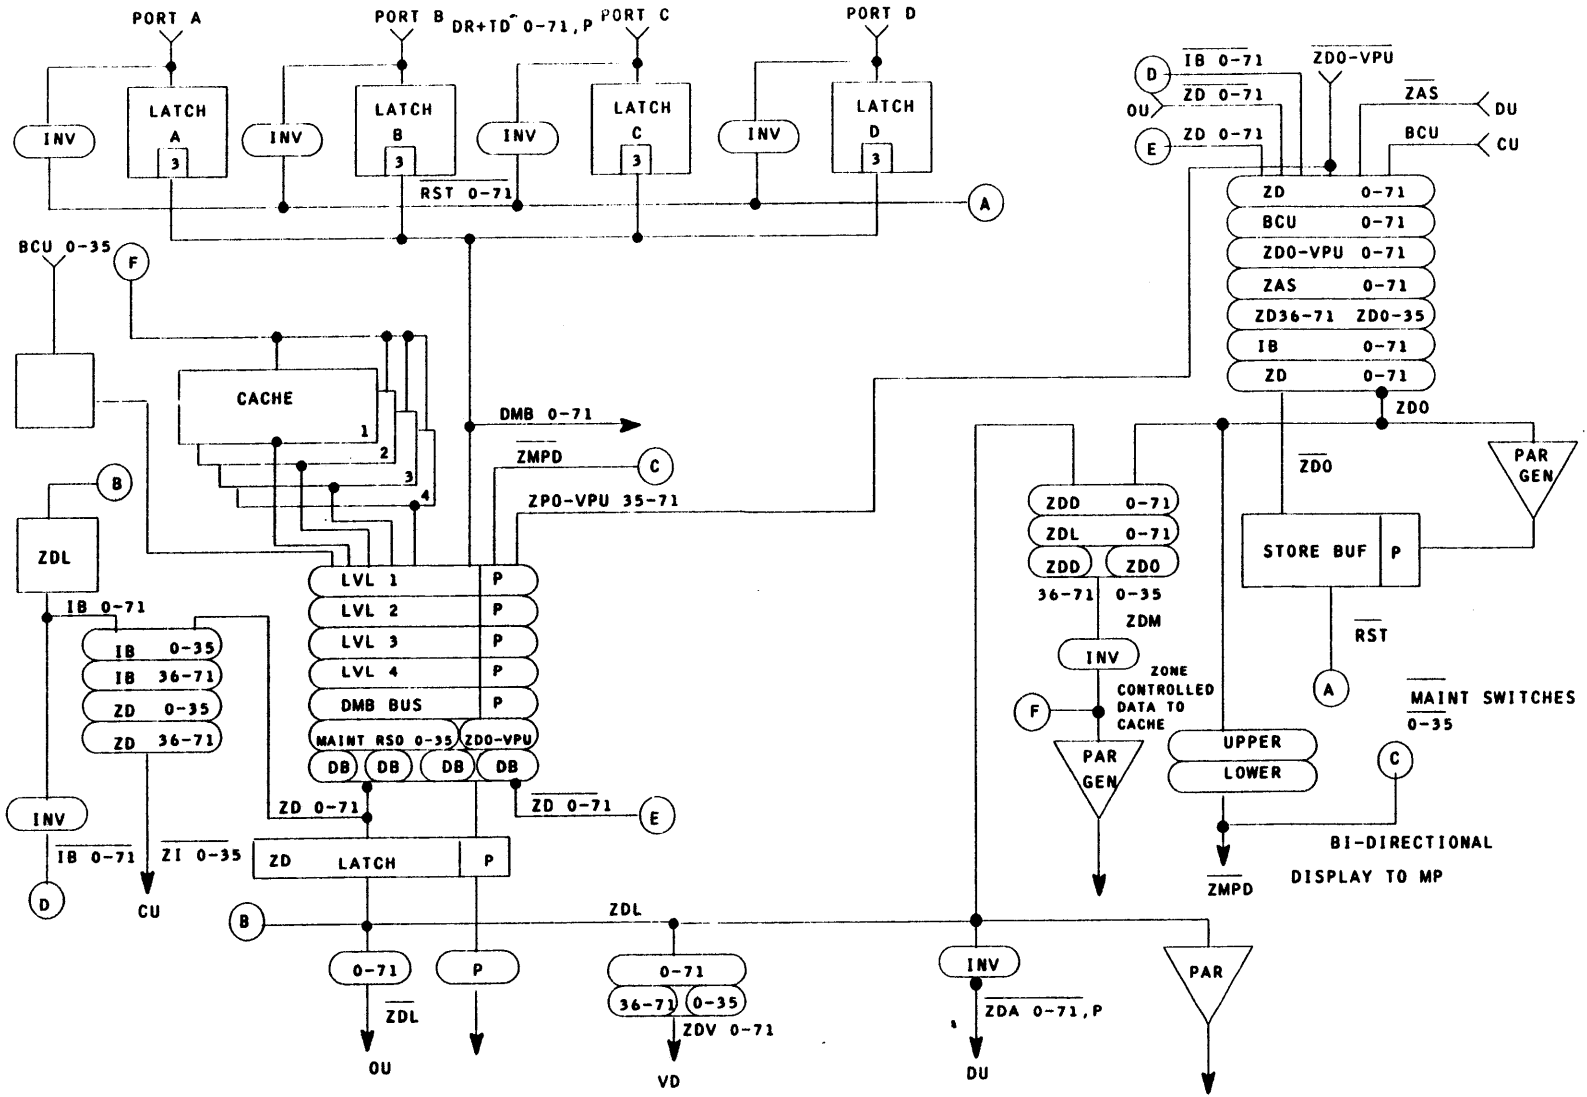 PORT A
PORT B
DR+TD 0-71,P
PORT C
PORT D
LATCH
A
3
LATCH
B
3
LATCH
C
3
LATCH
D
3
INV
INV
INV
INV
RST 0-71
A
D
IB 0-71
ZDO-VPU
OU
ZD 0-71
ZAS
DU
E
ZD 0-71
BCU
CU
ZD 0-71
BCU 0-71
ZDO-VPU 0-71
ZAS 0-71
ZD36-71 ZD0-35
IB 0-71
ZD 0-71
ZDO
BCU 0-35
F
CACHE
1
2
3
4
DMB 0-71
ZMPD
C
ZPO-VPU 35-71
B
ZDL
IB 0-71
IB 0-35
IB 36-71
ZD 0-35
ZD 36-71
INV
IB 0-71
D
ZI 0-35
CU
LVL 1 P
LVL 2 P
LVL 3 P
LVL 4 P
DMB BUS P
MAINT RSO 0-35 ZDO-VPU
DB DB DB DB
ZD 0-71
ZD 0-71
E
ZD LATCH P
B
ZDL
0-71
P
ZDL
OU
0-71
36-71 0-35
ZDV 0-71
VD
INV
ZDA 0-71,P
DU
PAR
ZDD 0-71
ZDL 0-71
ZDD ZDO
36-71 0-35
ZDM
INV
ZONE
CONTROLLED
DATA TO
CACHE
F
PAR
GEN
ZDO
PAR
GEN
STORE BUF P
RST
A
MAINT SWITCHES
0-35
C
UPPER
LOWER
BI-DIRECTIONAL
ZMPD
DISPLAY TO MP